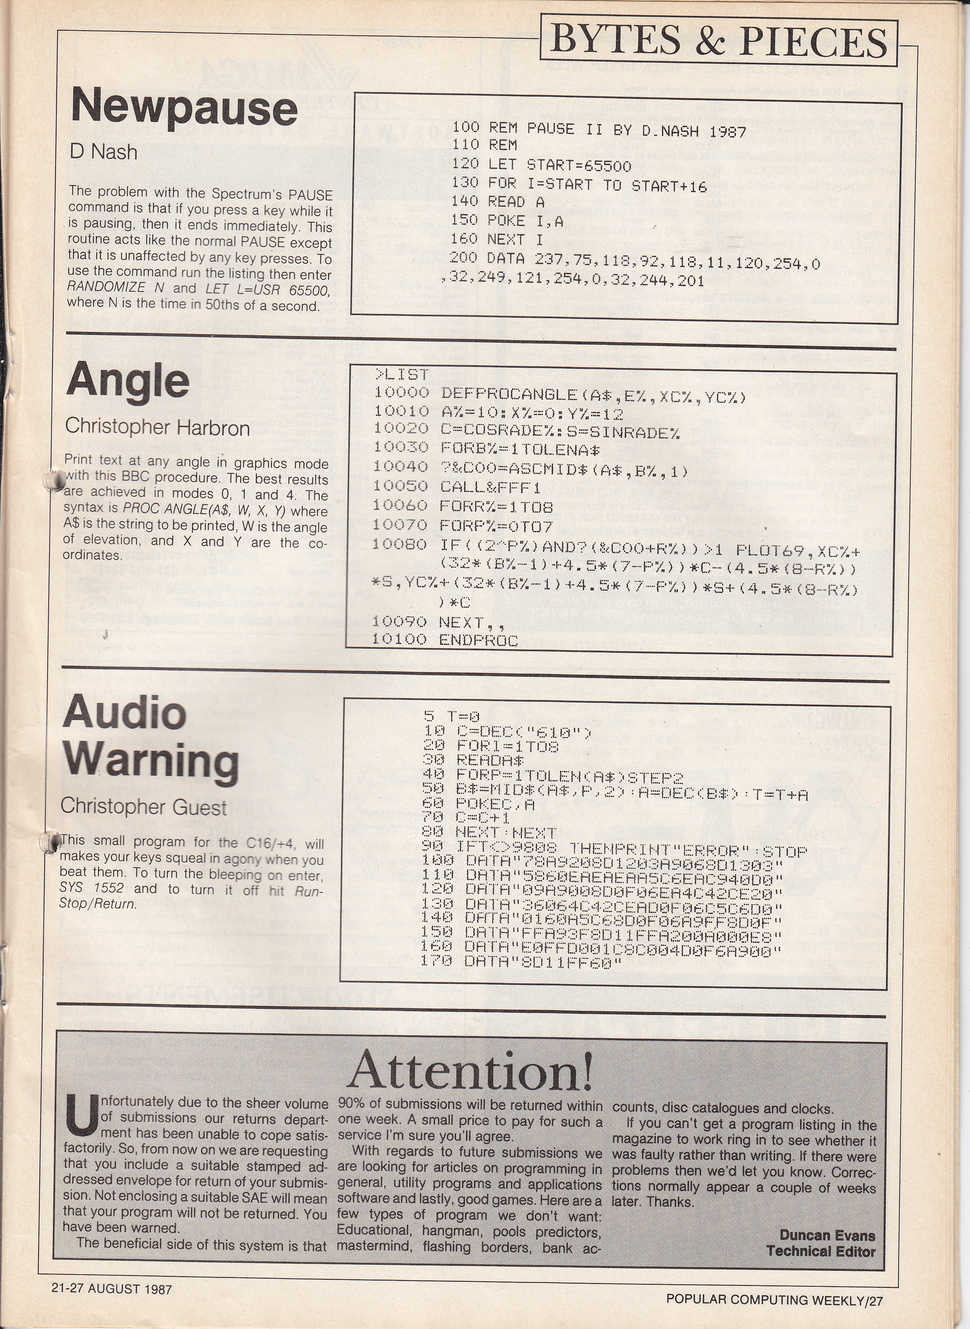 BYTES & PIECES
Newpause
D Nash
The problem with the Spectrum's PAUSE
command is that if you press a key while it
is pausing, then it ends immediately. This
routine acts like the normal PAUSE except
that it is unaffected by any key presses. To
use the command run the listing then enter
RANDOMIZE N and LET L=USR 65500,
where N is the time in 50ths of a second.
100 REM PAUSE II BY D.NASH 1987
110 REM
120 LET START=65500
130 FOR I=START TO START+16
140 READ A
150 POKE I,A
160 NEXT I
200 DATA 237,75,118,92,118,11,120,254,0
,32,249,121,254,0,32,244,201
Angle
Christopher Harbron
Print text at any angle in graphics mode
with this BBC procedure. The best results
are achieved in modes 0, 1 and 4. The
syntax is PROC ANGLE(A$, W, X, Y) where
A$ is the string to be printed, W is the angle
of elevation, and X and Y are the co-
ordinates.
>LIST
10000 DEFPROCANGLE(A$,E%,XC%,YC%)
10010 A%=10:X%=0:Y%=12
10020 C=COSRADE%:S=SINRADE%
10030 FORB%=1TOLENA$
10040 ?&C00=ASCMID$(A$,B%,1)
10050 CALL&FFF1
10060 FORR%=1TO8
10070 FORP%=0TO7
10080 IF((2^P%)AND?(&C00+R%))>1 PLOT69,XC%+
(32*(B%-1)+4.5*(7-P%))*C-(4.5*(8-R%))
*S,YC%+(32*(B%-1)+4.5*(7-P%))*S+(4.5*(8-R%)
)*C
10090 NEXT,,
10100 ENDPROC
Audio
Warning
Christopher Guest
This small program for the C16/+4, will
makes your keys squeal in agony when you
beat them. To turn the bleeping on enter,
SYS 1552 and to turn it off hit Run-
Stop/Return.
5 T=0
10 C=DEC("610")
20 FORI=1TO8
30 READA$
40 FORP=1TOLEN(A$)STEP2
50 B$=MID$(A$,P,2):A=DEC(B$):T=T+A
60 POKEC,A
70 C=C+1
80 NEXT:NEXT
90 IFT<>9808 THENPRINT"ERROR":STOP
100 DATA"78A9208D1203A9068D1303"
110 DATA"5860EAEAEAA5C6EAC940D0"
120 DATA"09A9008D0F06EA4C42CE20"
130 DATA"36064C42CEAD0F06C5C6D0"
140 DATA"0160A5C68D0F06A9FF8D0F"
150 DATA"FFA93F8D11FFA200A000E8"
160 DATA"E0FFD001C8C004D0F6A900"
170 DATA"8D11FF60"
Attention!
Unfortunately due to the sheer volume
of submissions our returns depart-
ment has been unable to cope satis-
factorily. So, from now on we are requesting
that you include a suitable stamped ad-
dressed envelope for return of your submis-
sion. Not enclosing a suitable SAE will mean
that your program will not be returned. You
have been warned.
The beneficial side of this system is that
90% of submissions will be returned within
one week. A small price to pay for such a
service I'm sure you'll agree.
With regards to future submissions we
are looking for articles on programming in
general, utility programs and applications
software and lastly, good games. Here are a
few types of program we don't want:
Educational, hangman, pools predictors,
mastermind, flashing borders, bank ac-
counts, disc catalogues and clocks.
If you can't get a program listing in the
magazine to work ring in to see whether it
was faulty rather than writing. If there were
problems then we'd let you know. Correc-
tions normally appear a couple of weeks
later. Thanks.
Duncan Evans
Technical Editor
21-27 AUGUST 1987
POPULAR COMPUTING WEEKLY/27